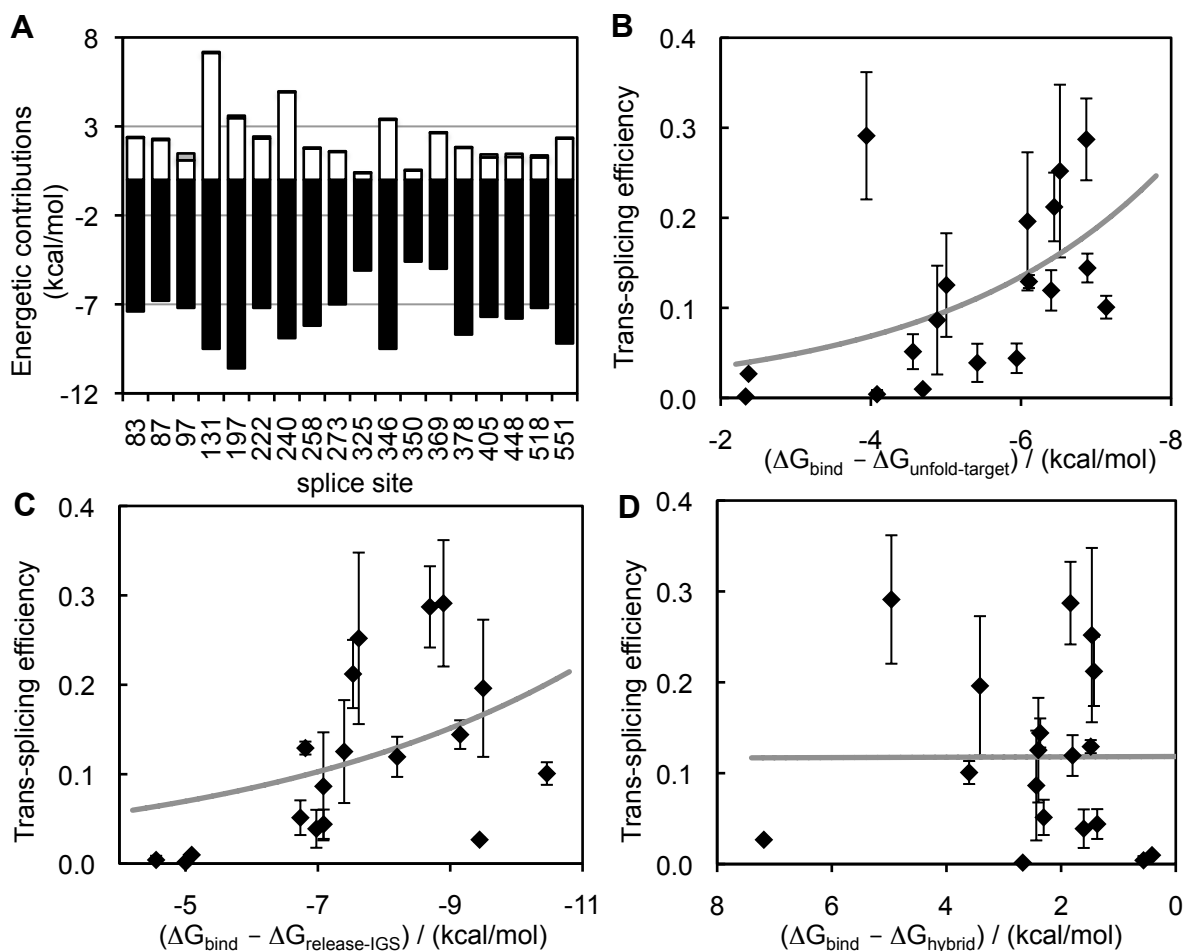 A
8
3
-2
-7
-12
Energetic contributions
(kcal/mol)
83 87 97 131 197 222 240 258 273 325 346 350 369 378 405 448 518 551
splice site
B
0.4
0.3
0.2
0.1
0.0
Trans-splicing efficiency
-2 -4 -6 -8
(ΔGbind − ΔGunfold-target) / (kcal/mol)
C
0.4
0.3
0.2
0.1
0.0
Trans-splicing efficiency
-5 -7 -9 -11
(ΔGbind − ΔGrelease-IGS) / (kcal/mol)
D
0.4
0.3
0.2
0.1
0.0
Trans-splicing efficiency
8 6 4 2 0
(ΔGbind − ΔGhybrid) / (kcal/mol)